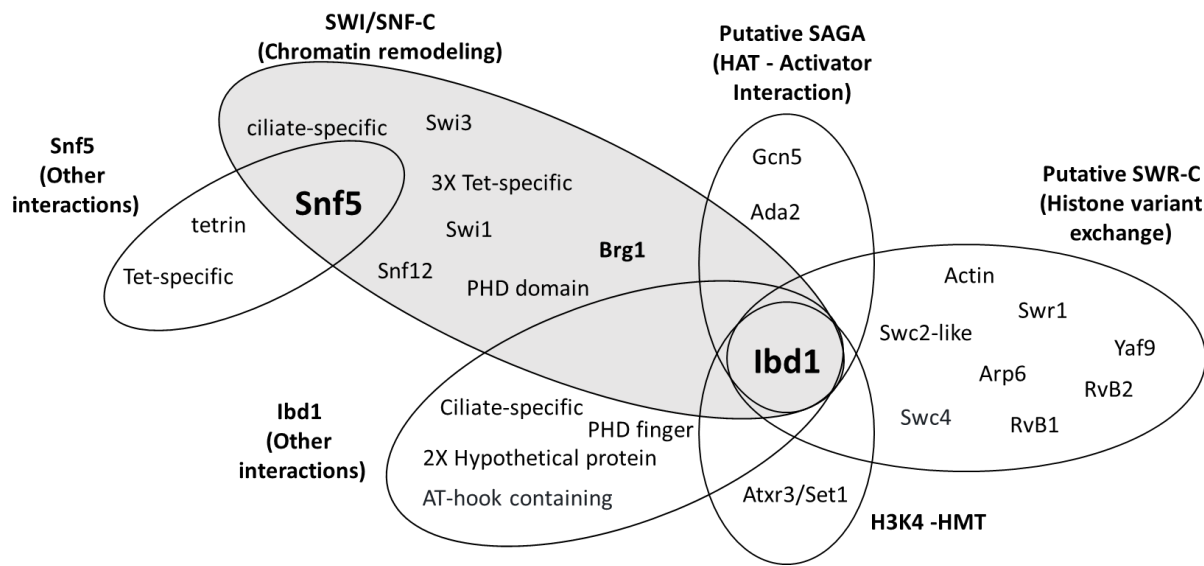 SWI/SNF-C
(Chromatin remodeling)
Putative SAGA
(HAT - Activator
Interaction)
Snf5
(Other
interactions)
Putative SWR-C
(Histone variant
exchange)
ciliate-specific
Swi3
3X Tet-specific
Snf5
Swi1
Brg1
Snf12
PHD domain
tetrin
Tet-specific
Gcn5
Ada2
Actin
Swr1
Swc2-like
Yaf9
Arp6
RvB2
Swc4
RvB1
Ibd1
Ibd1
(Other
interactions)
Ciliate-specific
PHD finger
2X Hypothetical protein
AT-hook containing
Atxr3/Set1
H3K4 -HMT